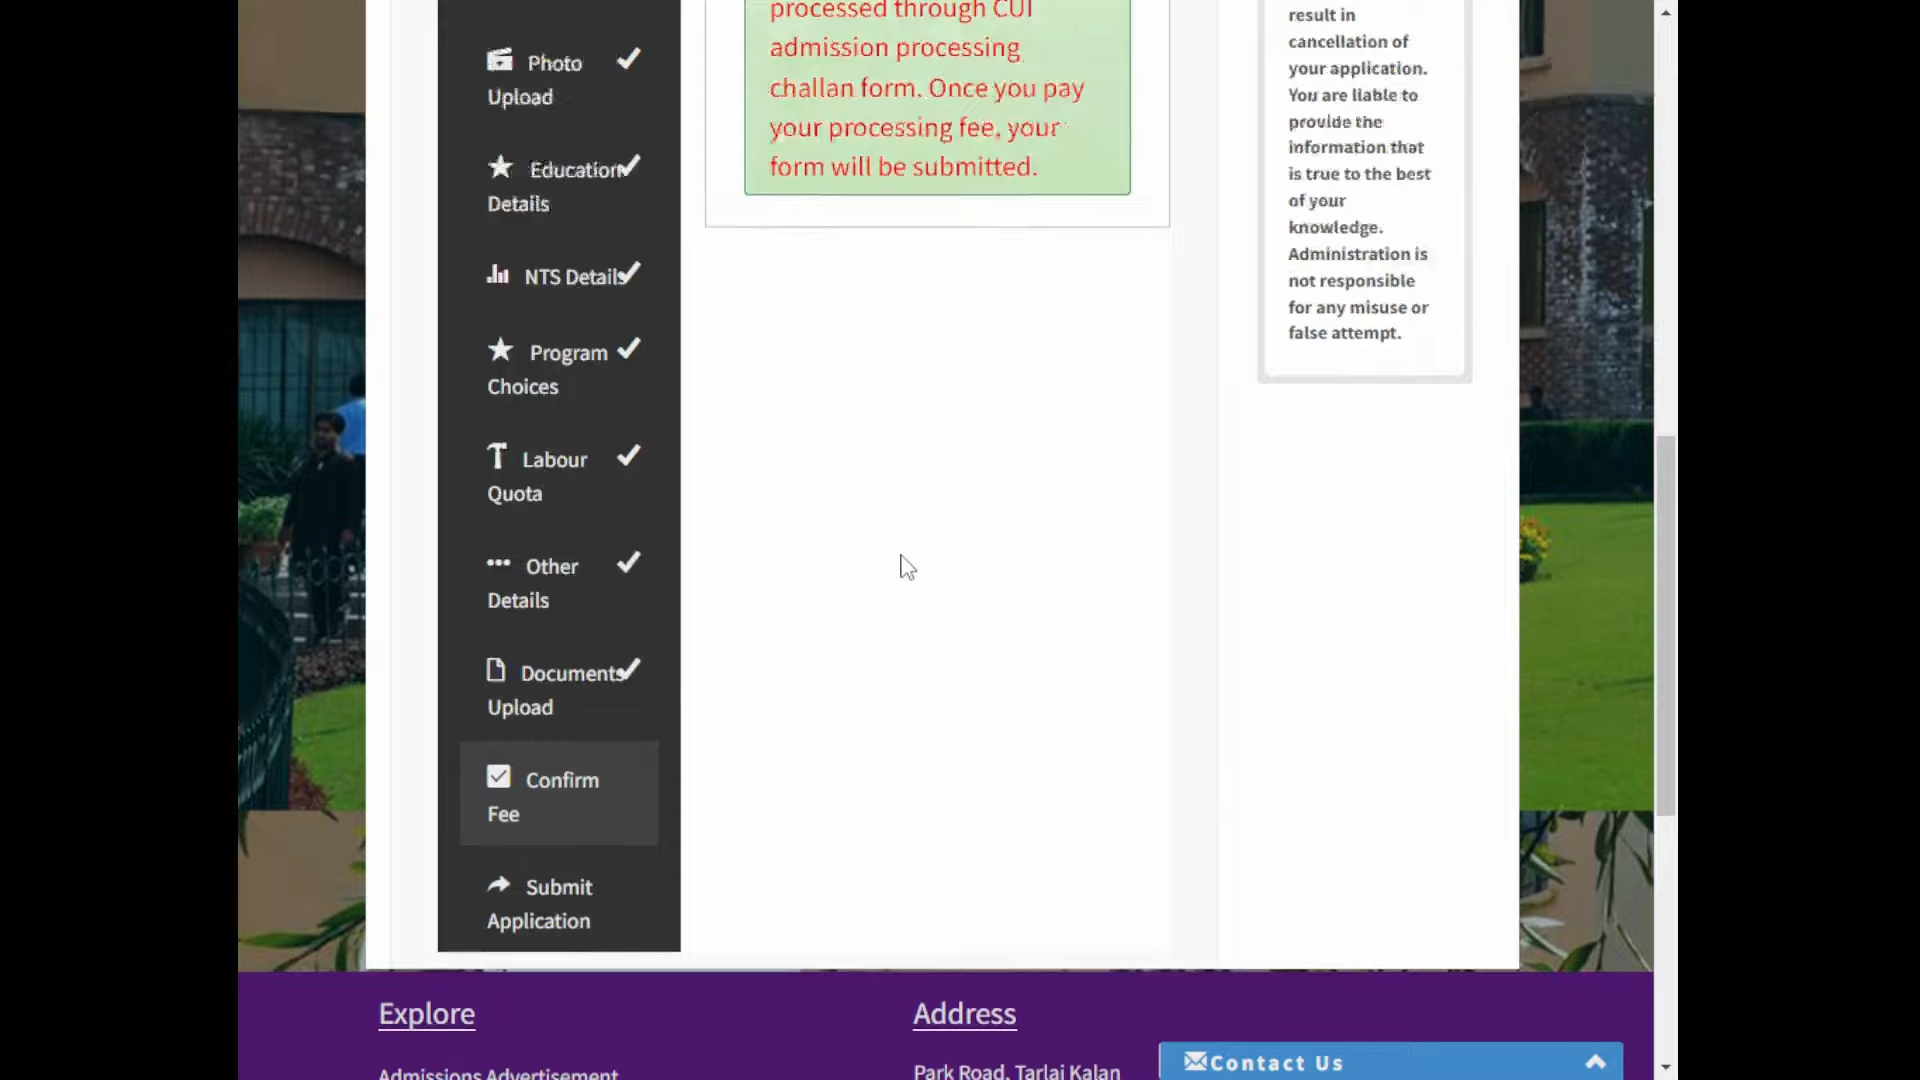 Photo
Upload
Education
Details
NTS Details
Program
Choices
Labour
Quota
Other
Details
Documents
Upload
Confirm
Fee
Submit
Application
processed through CUI
admission processing
challan form. Once you pay
your processing fee, your
form will be submitted.
result in
cancellation of
your application.
You are liable to
provide the
information that
is true to the best
of your
knowledge.
Administration is
not responsible
for any misuse or
false attempt.
Explore
Admissions Advertisement
Address
Park Road, Tarlai Kalan
Contact Us